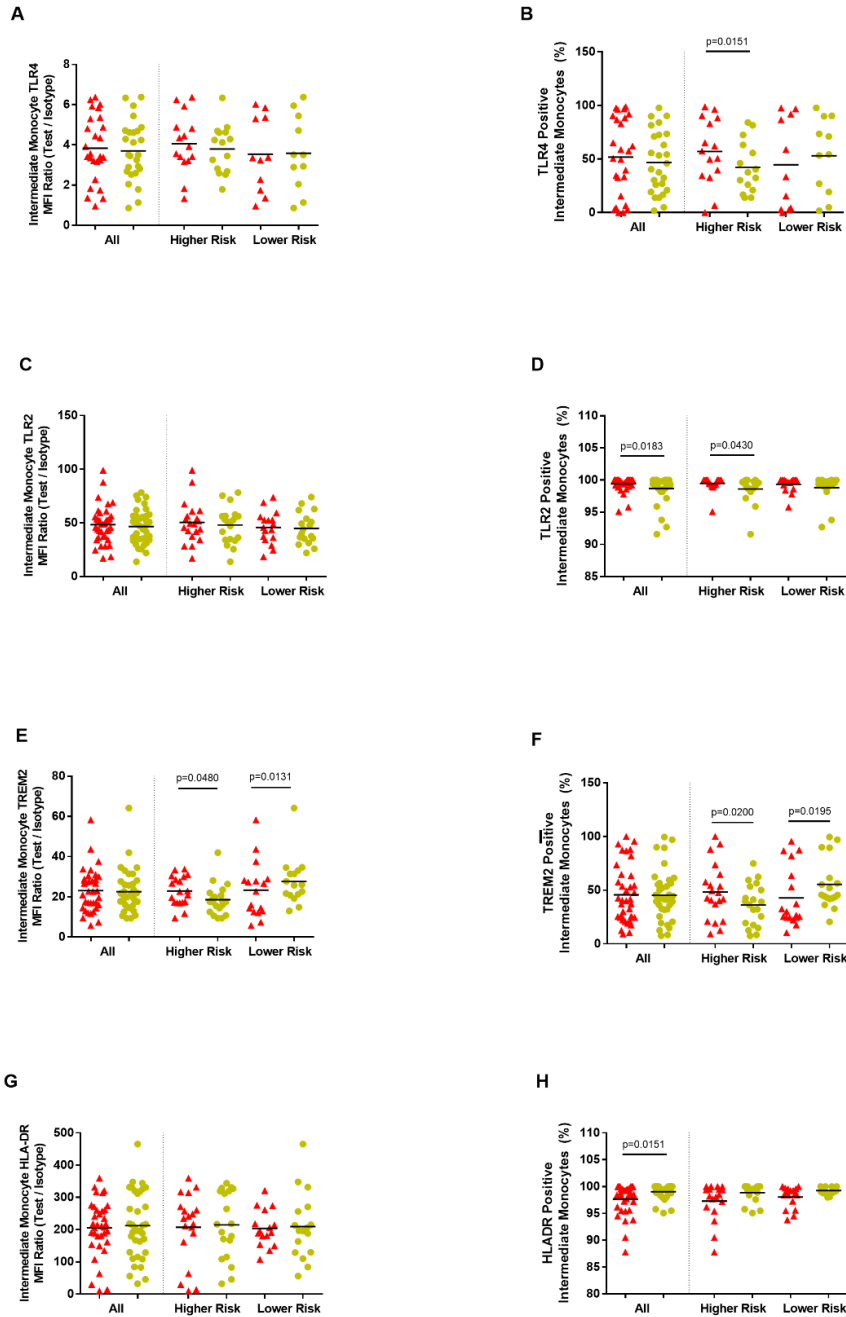 A
Intermediate Monocyte TLR4
MFI Ratio (Test / Isotype)
8
6
4
2
0
All
Higher Risk
Lower Risk
B
TLR4 Positive
Intermediate Monocytes (%)
p=0.0151
150
100
50
0
All
Higher Risk
Lower Risk
C
Intermediate Monocyte TLR2
MFI Ratio (Test / Isotype)
150
100
50
0
All
Higher Risk
Lower Risk
D
TLR2 Positive
Intermediate Monocytes (%)
110
105
100
95
90
85
p=0.0183
p=0.0430
All
Higher Risk
Lower Risk
E
Intermediate Monocyte TREM2
MFI Ratio (Test / Isotype)
80
60
40
20
0
p=0.0480
p=0.0131
All
Higher Risk
Lower Risk
F
TREM2 Positive
Intermediate Monocytes (%)
150
100
50
0
p=0.0200
p=0.0195
All
Higher Risk
Lower Risk
G
Intermediate Monocyte HLA-DR
MFI Ratio (Test / Isotype)
500
400
300
200
100
0
All
Higher Risk
Lower Risk
H
HLADR Positive
Intermediate Monocytes (%)
110
105
100
95
90
85
80
p=0.0151
All
Higher Risk
Lower Risk